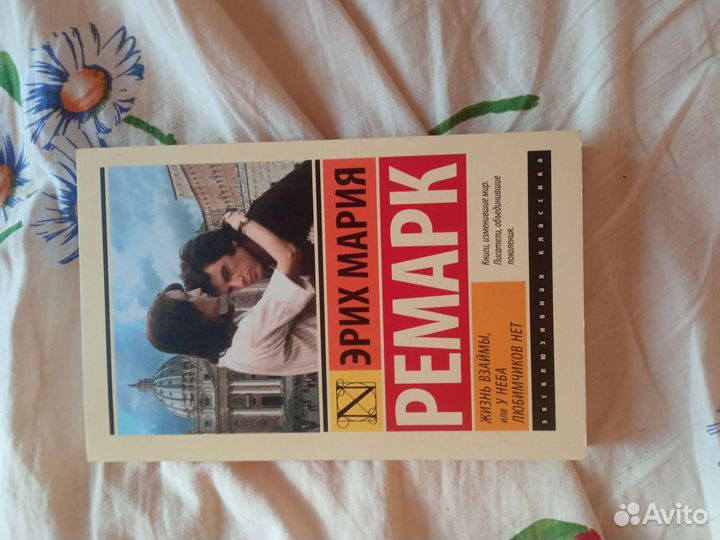 ЭРИХ МАРИЯ
РЕМАРК
ЖИЗНЬ ВЗАЙМЫ,
ИЛИ У НЕБА
ЛЮБИМЧИКОВ НЕТ
Книги, изменившие мир.
Писатели, объединившие
поколения.
эксклюзивная классика
Avito